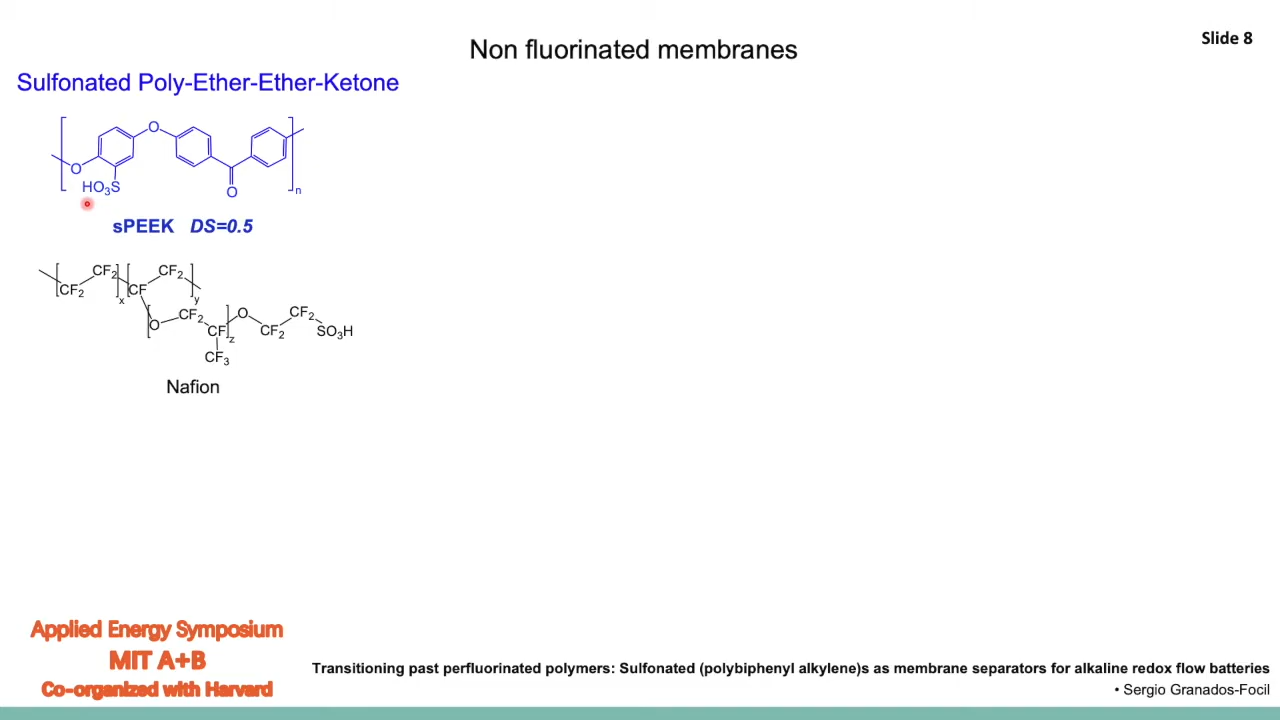 Slide 8
Non fluorinated membranes
Sulfonated Poly-Ether-Ether-Ketone
O
O
HO3S
O
n
sPEEK DS=0.5
CF2 CF2
CF2 CF
x y
O CF2 O CF2
CF z CF2 SO3H
CF3
Nafion
Applied Energy Symposium
MIT A+B
Co-organized with Harvard
Transitioning past perfluorinated polymers: Sulfonated (polybiphenyl alkylene)s as membrane separators for alkaline redox flow batteries
• Sergio Granados-Focil